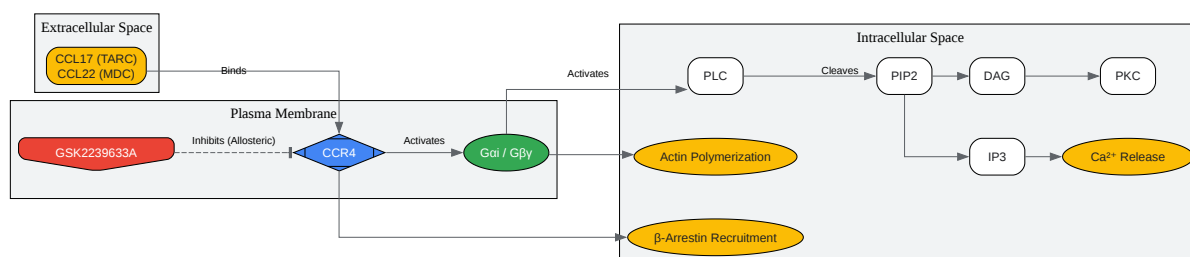 Extracellular Space
CCL17 (TARC)
CCL22 (MDC)
Binds
Plasma Membrane
GSK2239633A
Inhibits (Allosteric)
CCR4
Activates
Gαi / Gβγ
Activates
Intracellular Space
PLC
Cleaves
PIP2
DAG
PKC
Actin Polymerization
IP3
Ca²⁺ Release
β-Arrestin Recruitment